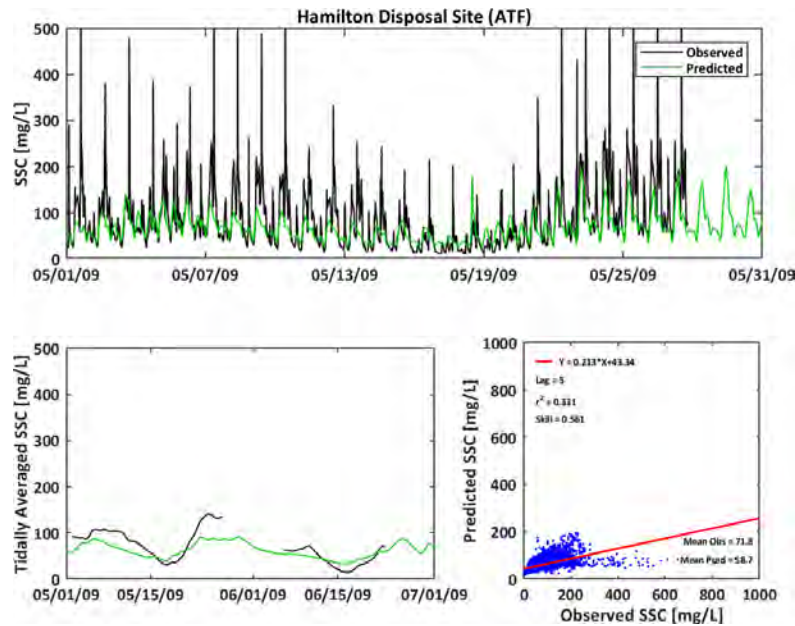 Hamilton Disposal Site (ATF)
500
400
300
200
100
0
SSC [mg/L]
Observed
Predicted
05/01/09 05/07/09 05/13/09 05/19/09 05/25/09 05/31/09
500
400
300
200
100
0
Tidally Averaged SSC [mg/L]
05/01/09 05/15/09 06/01/09 06/15/09 07/01/09
1000
800
600
400
200
0
Predicted SSC [mg/L]
Y = 0.213*X+43.34
Lag = 5
r² = 0.331
Skill = 0.561
Mean Obs = 71.8
Mean Pred = 58.7
0 200 400 600 800 1000
Observed SSC [mg/L]